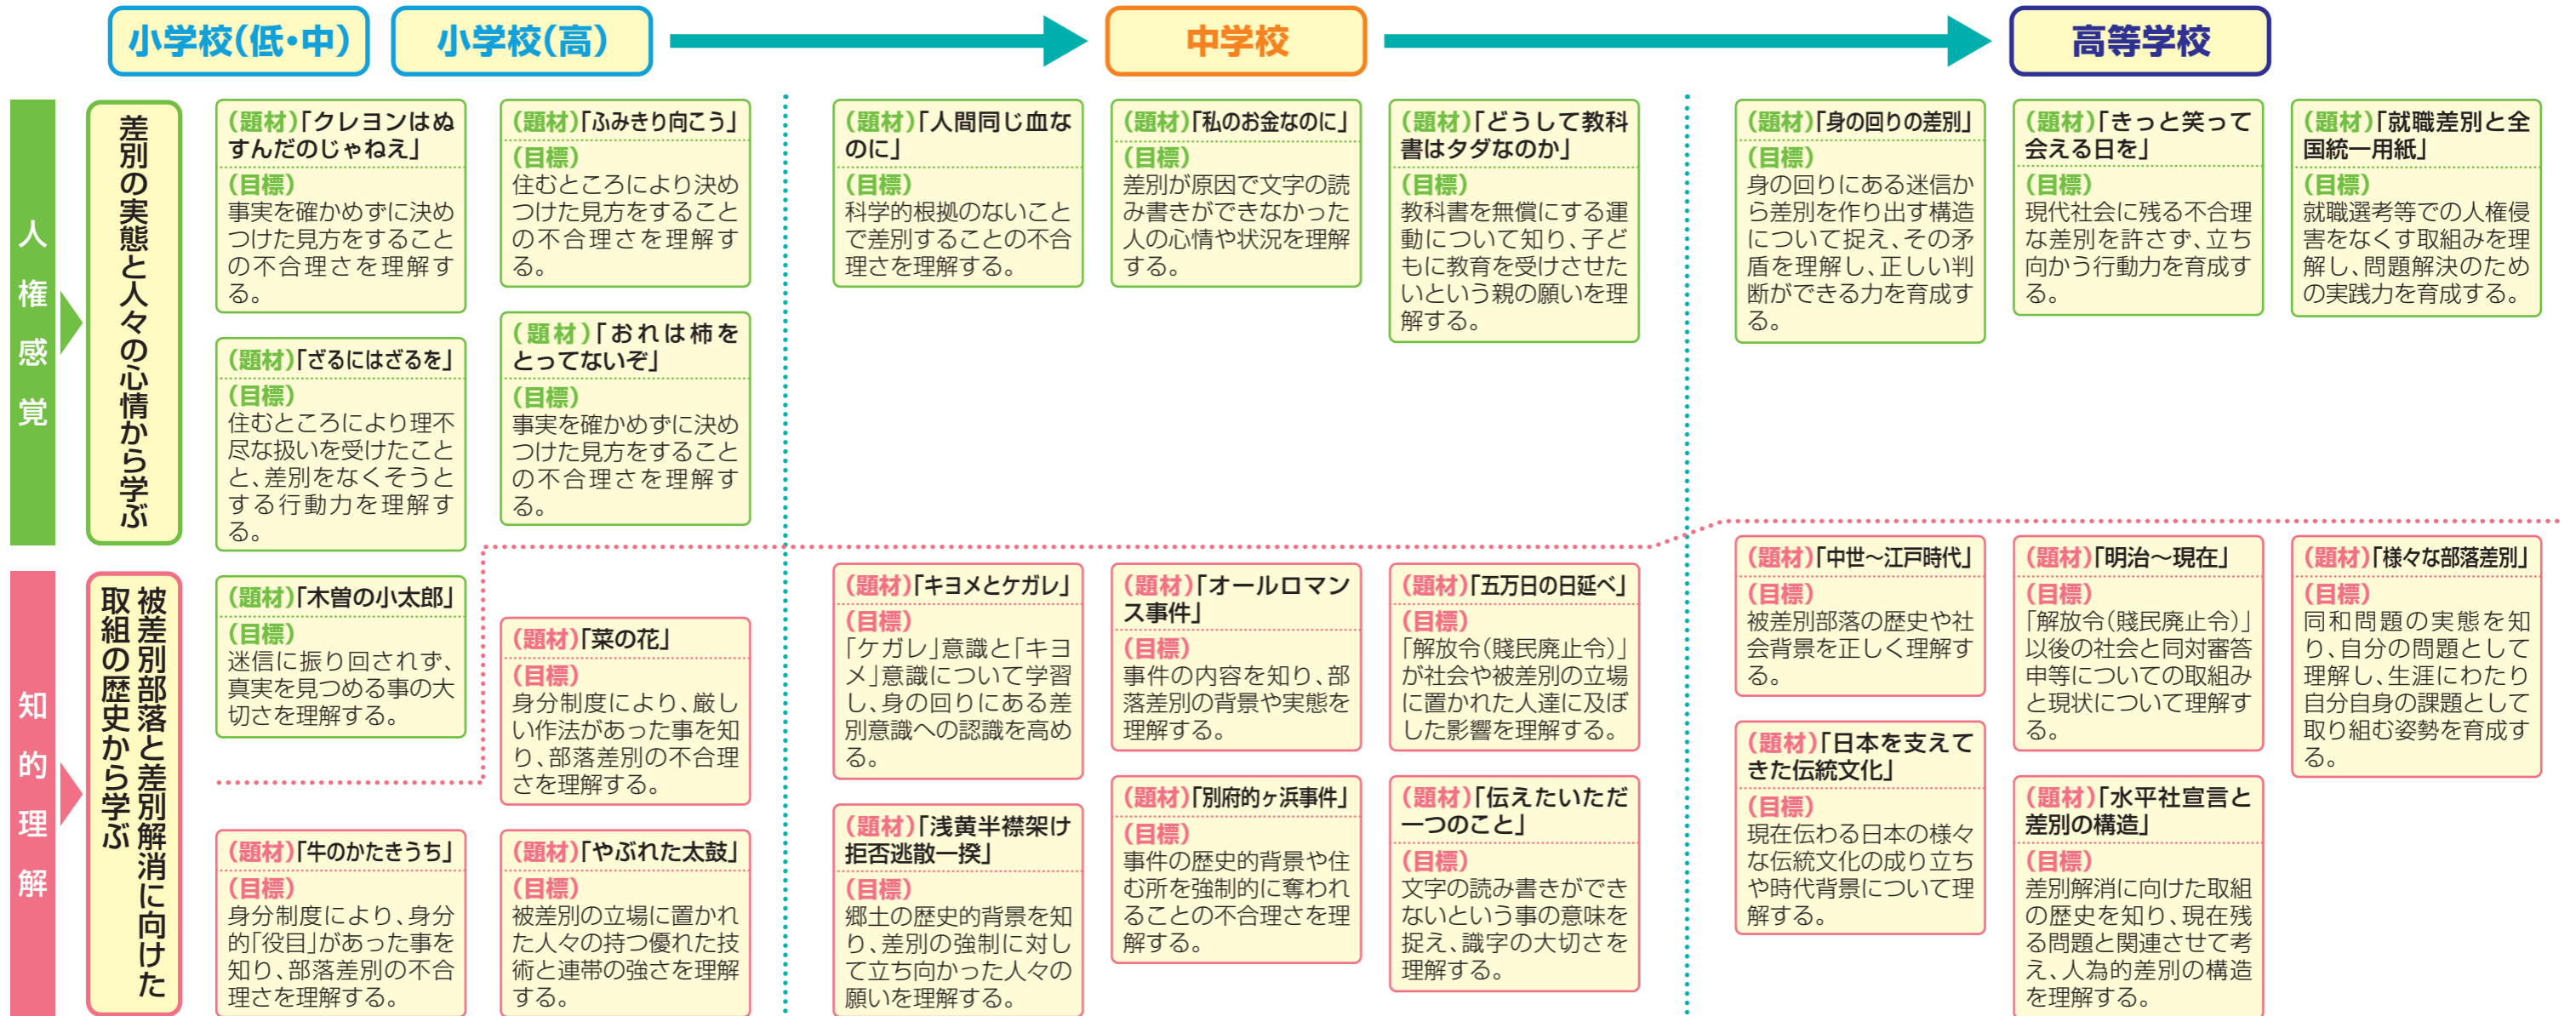 小学校(低・中)
小学校(高)
中学校
高等学校
人権感覚
差別の実態と人々の心情から学ぶ
(題材)「クレヨンはぬ
すんだのじゃねえ」
(目標)
事実を確かめずに決め
つけた見方をすること
の不合理さを理解す
る。
(題材)「ざるにはざるを」
(目標)
住むところにより理不
尽な扱いを受けたこと
と、差別をなくそうと
する行動力を理解す
る。
(題材)「ふみきり向こう」
(目標)
住むところにより決め
つけた見方をすること
の不合理さを理解す
る。
(題材)「おれは柿を
とってないぞ」
(目標)
事実を確かめずに決め
つけた見方をすること
の不合理さを理解す
る。
(題材)「人間同じ血な
のに」
(目標)
科学的根拠のないこと
で差別することの不合
理さを理解する。
(題材)「私のお金なのに」
(目標)
差別が原因で文字の読
み書きができなかった
人の心情や状況を理解
する。
(題材)「どうして教科
書はタダなのか」
(目標)
教科書を無償にする運
動について知り、子ど
もに教育を受けさせた
いという親の願いを理
解する。
(題材)「身の回りの差別」
(目標)
身の回りにある迷信か
ら差別を作り出す構造
について捉え、その矛
盾を理解し、正しい判
断ができる力を育成す
る。
(題材)「きっと笑って
会える日を」
(目標)
現代社会に残る不合理
な差別を許さず、立ち
向かう行動力を育成す
る。
(題材)「就職差別と全
国統一用紙」
(目標)
就職選考等での人権侵
害をなくす取組みを理
解し、問題解決のため
の実践力を育成する。
知的理解
被差別部落と差別解消に向けた
取組の歴史から学ぶ
(題材)「木曽の小太郎」
(目標)
迷信に振り回されず、
真実を見つめる事の大
切さを理解する。
(題材)「牛のかたきうち」
(目標)
身分制度により、身分
的「役目」があった事を
知り、部落差別の不合
理さを理解する。
(題材)「菜の花」
(目標)
身分制度により、厳し
い作法があった事を知
り、部落差別の不合理
さを理解する。
(題材)「やぶれた太鼓」
(目標)
被差別の立場に置かれ
た人々の持つ優れた技
術と連帯の強さを理解
する。
(題材)「キヨメとケガレ」
(目標)
「ケガレ」意識と「キヨ
メ」意識について学習
し、身の回りにある差
別意識への認識を高め
る。
(題材)「浅黄半襟架け
拒否逃散一揆」
(目標)
郷土の歴史的背景を知
り、差別の強制に対し
て立ち向かった人々の
願いを理解する。
(題材)「オールロマン
ス事件」
(目標)
事件の内容を知り、部
落差別の背景や実態を
理解する。
(題材)「別府的ヶ浜事件」
(目標)
事件の歴史的背景や住
む所を強制的に奪われ
ることの不合理さを理
解する。
(題材)「五万日の日延べ」
(目標)
「解放令(賤民廃止令)」
が社会や被差別の立場
に置かれた人達に及ぼ
した影響を理解する。
(題材)「伝えたいただ
一つのこと」
(目標)
文字の読み書きができ
ないという事の意味を
捉え、識字の大切さを
理解する。
(題材)「中世~江戸時代」
(目標)
被差別部落の歴史や社
会背景を正しく理解す
る。
(題材)「日本を支えて
きた伝統文化」
(目標)
現在伝わる日本の様々
な伝統文化の成り立ち
や時代背景について理
解する。
(題材)「明治~現在」
(目標)
「解放令(賤民廃止令)」
以後の社会と同対審答
申等についての取組み
と現状について理解す
る。
(題材)「水平社宣言と
差別の構造」
(目標)
差別解消に向けた取組
の歴史を知り、現在残
る問題と関連させて考
え、人為的差別の構造
を理解する。
(題材)「様々な部落差別」
(目標)
同和問題の実態を知
り、自分の問題として
理解し、生涯にわたり
自分自身の課題として
取り組む姿勢を育成す
る。